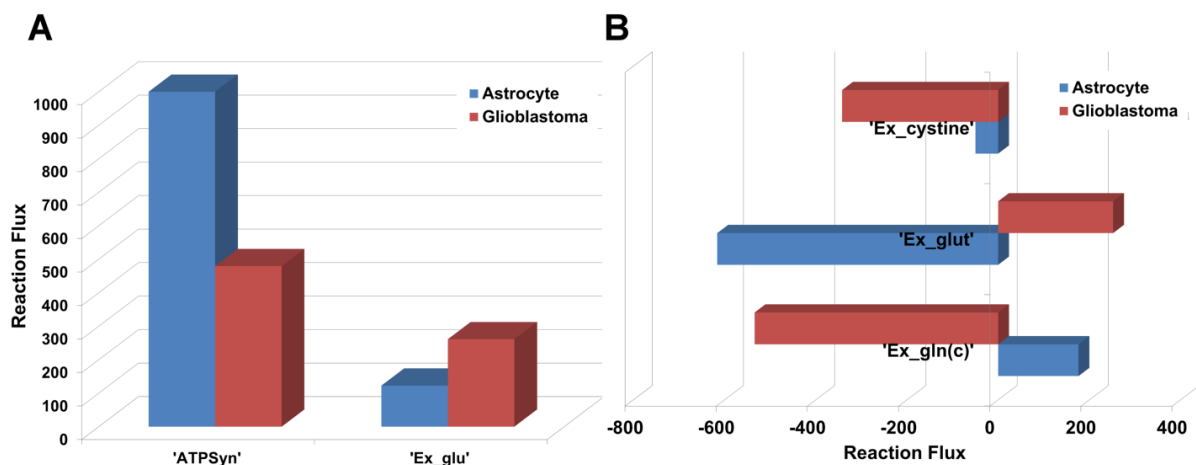 A
Reaction Flux
1000
900
800
700
600
500
400
300
200
100
0
Astrocyte
Glioblastoma
'ATPSyn'
'Ex_glu'
B
Astrocyte
Glioblastoma
'Ex_cystine'
'Ex_glut'
'Ex_gln(c)'
-800
-600
-400
-200
0
200
400
Reaction Flux